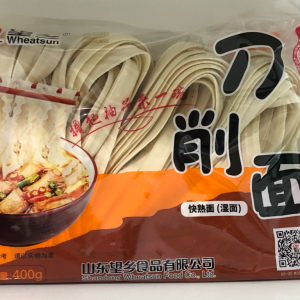 Wheatsun
刀
削
面
快熟面 (湿面)
400g
山东望乡食品有限公司
Shandong Wheatsun Food Co., Ltd.